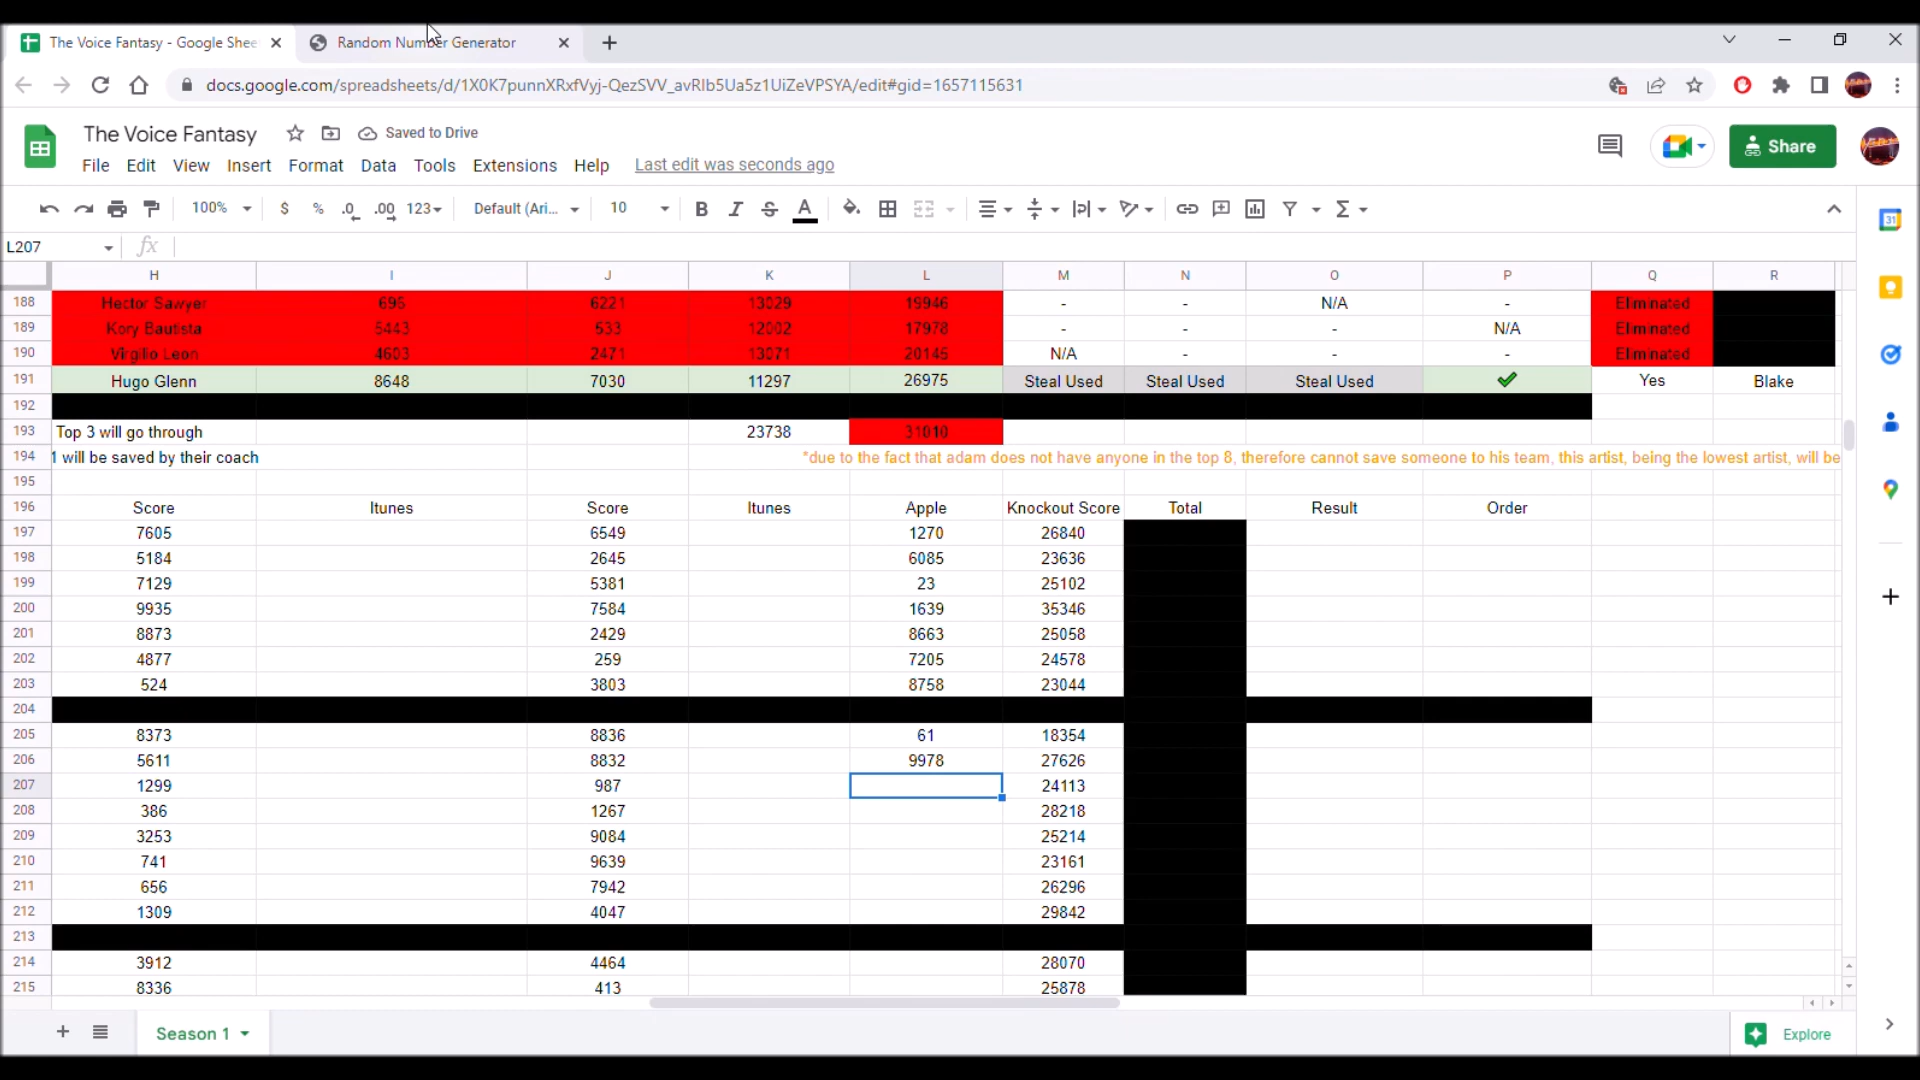 The Voice Fantasy - Google Shee
Random Number Generator
docs.google.com/spreadsheets/d/1X0K7punnXRxfVyj-QezSVV_avRIb5Ua5z1UiZeVPSYA/edit#gid=1657115631
The Voice Fantasy
Saved to Drive
File Edit View Insert Format Data Tools Extensions Help Last edit was seconds ago
Share
100% $ % .0 .00 123 Default (Ari... 10 B I S A
31
L207 fx
H I J K L M N O P Q R
188 Hector Sawyer 695 6221 13029 19946 - - N/A - Eliminated
189 Kory Bautista 5443 533 12002 17978 - - - N/A Eliminated
190 Virgilio Leon 4603 2471 13071 20145 N/A - - - Eliminated
191 Hugo Glenn 8648 7030 11297 26975 Steal Used Steal Used Steal Used Yes Blake
192
193 Top 3 will go through 23738 31010
194 1 will be saved by their coach *due to the fact that adam does not have anyone in the top 8, therefore cannot save someone to his team, this artist, being the lowest artist, will be
195
196 Score Itunes Score Itunes Apple Knockout Score Total Result Order
197 7605 6549 1270 26840
198 5184 2645 6085 23636
199 7129 5381 23 25102
200 9935 7584 1639 35346
201 8873 2429 8663 25058
202 4877 259 7205 24578
203 524 3803 8758 23044
204
205 8373 8836 61 18354
206 5611 8832 9978 27626
207 1299 987 24113
208 386 1267 28218
209 3253 9084 25214
210 741 9639 23161
211 656 7942 26296
212 1309 4047 29842
213
214 3912 4464 28070
215 8336 413 25878
Season 1
Explore